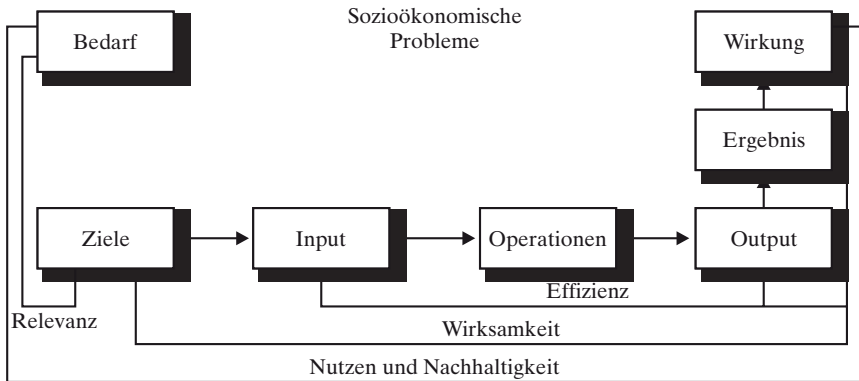 Sozioökonomische
Probleme
Bedarf
Wirkung
Ergebnis
Ziele
Input
Operationen
Output
Effizienz
Relevanz
Wirksamkeit
Nutzen und Nachhaltigkeit